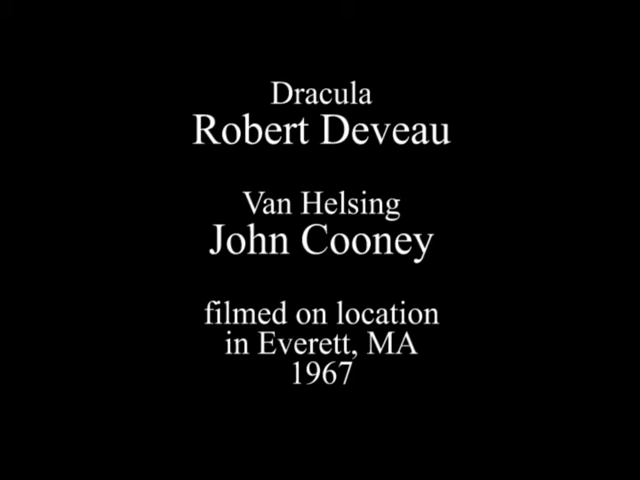 Dracula
Robert Deveau
Van Helsing
John Cooney
filmed on location
in Everett, MA
1967